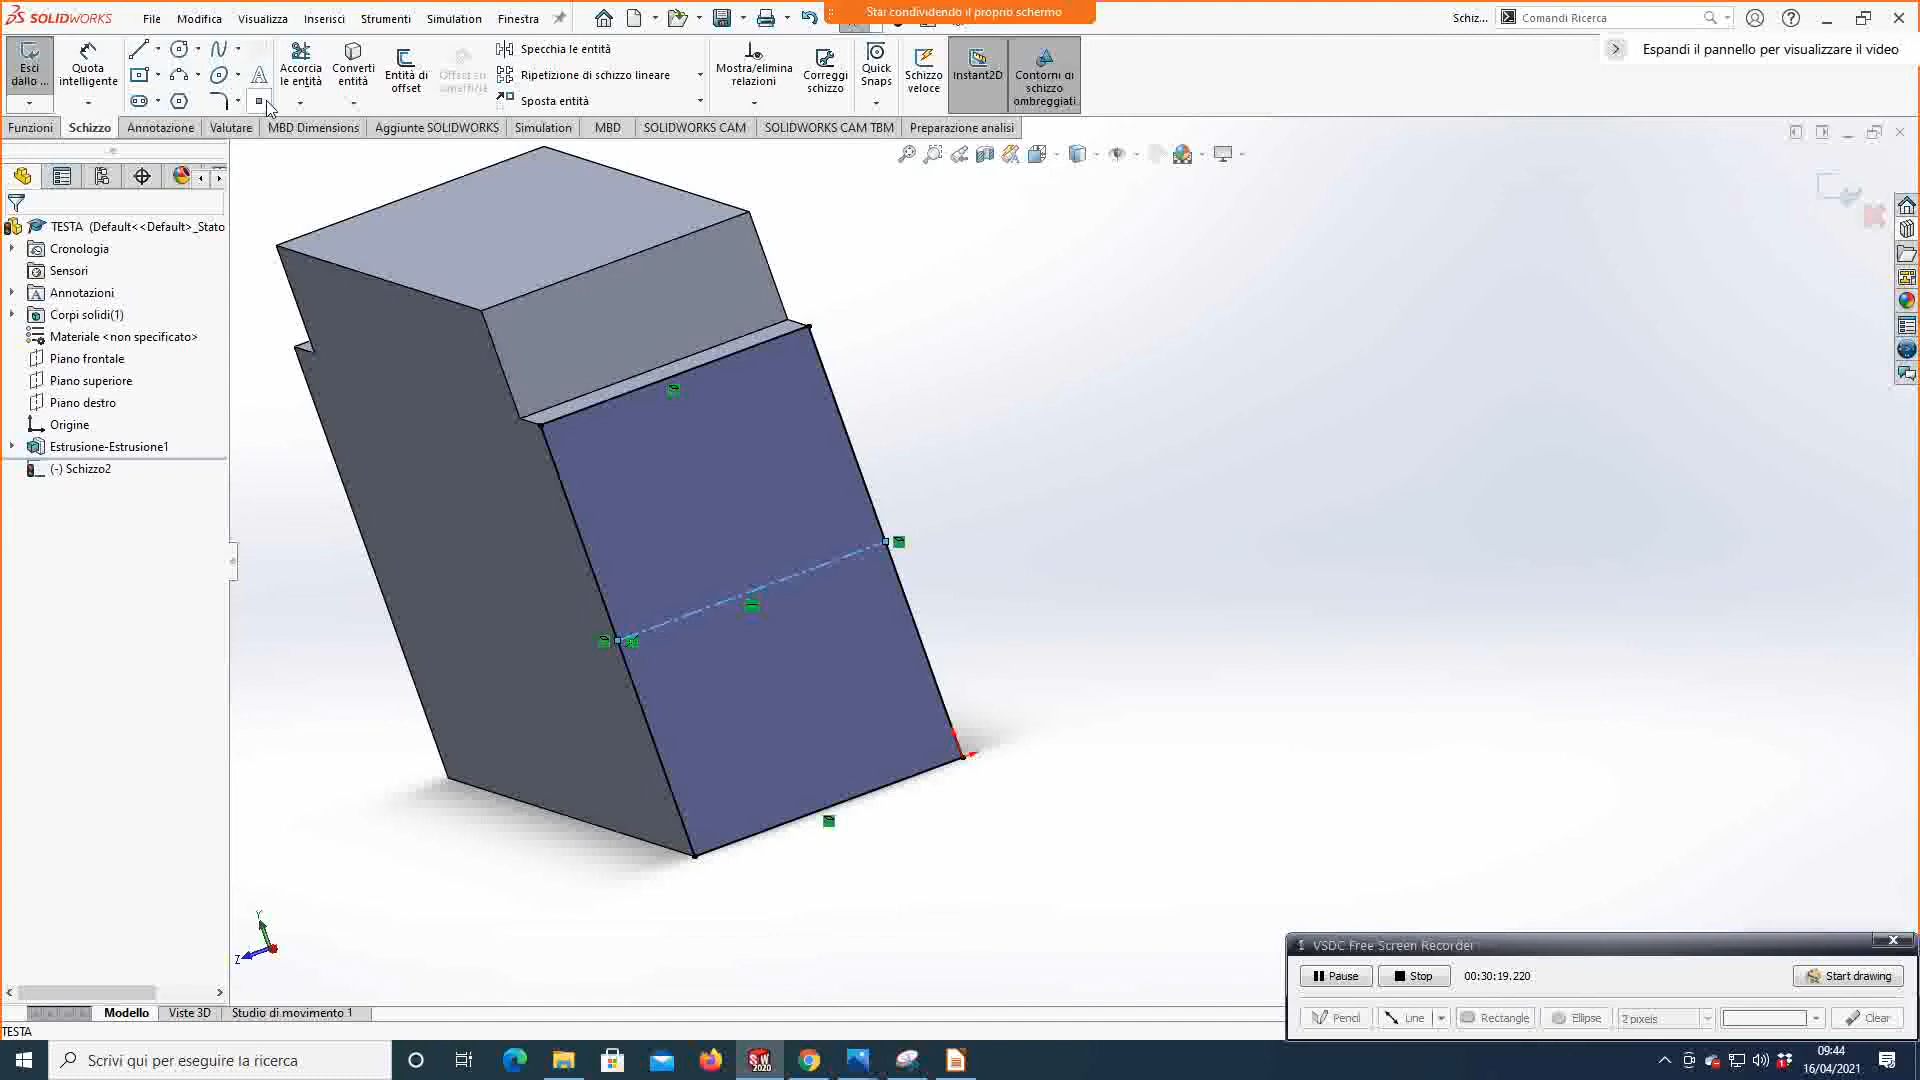 SOLIDWORKS
File
Modifica
Visualizza
Inserisci
Strumenti
Simulation
Finestra
Stai condividendo il proprio schermo
Schiz...
Comandi Ricerca
Espandi il pannello per visualizzare il video
Esci
dallo ...
Quota
intelligente
Accorcia
le entità
Converti
entità
Entità di
offset
Specchia le entità
Ripetizione di schizzo lineare
Sposta entità
Mostra/elimina
relazioni
Correggi
schizzo
Quick
Snaps
Schizzo
veloce
Instant2D
Contorni di
schizzo
ombreggiati
Funzioni
Schizzo
Annotazione
Valutare
MBD Dimensions
Aggiunte SOLIDWORKS
Simulation
MBD
SOLIDWORKS CAM
SOLIDWORKS CAM TBM
Preparazione analisi
TESTA (Default<<Default>_Stato
Cronologia
Sensori
Annotazioni
Corpi solidi(1)
Materiale <non specificato>
Piano frontale
Piano superiore
Piano destro
Origine
Estrusione-Estrusione1
(-) Schizzo2
Y
Z
Modello
Viste 3D
Studio di movimento 1
TESTA
VSDC Free Screen Recorder
Pause
Stop
00:30:19.220
Start drawing
Pencil
Line
Rectangle
Ellipse
2 pixels
Clear
Scrivi qui per eseguire la ricerca
SW
2020
09:44
16/04/2021